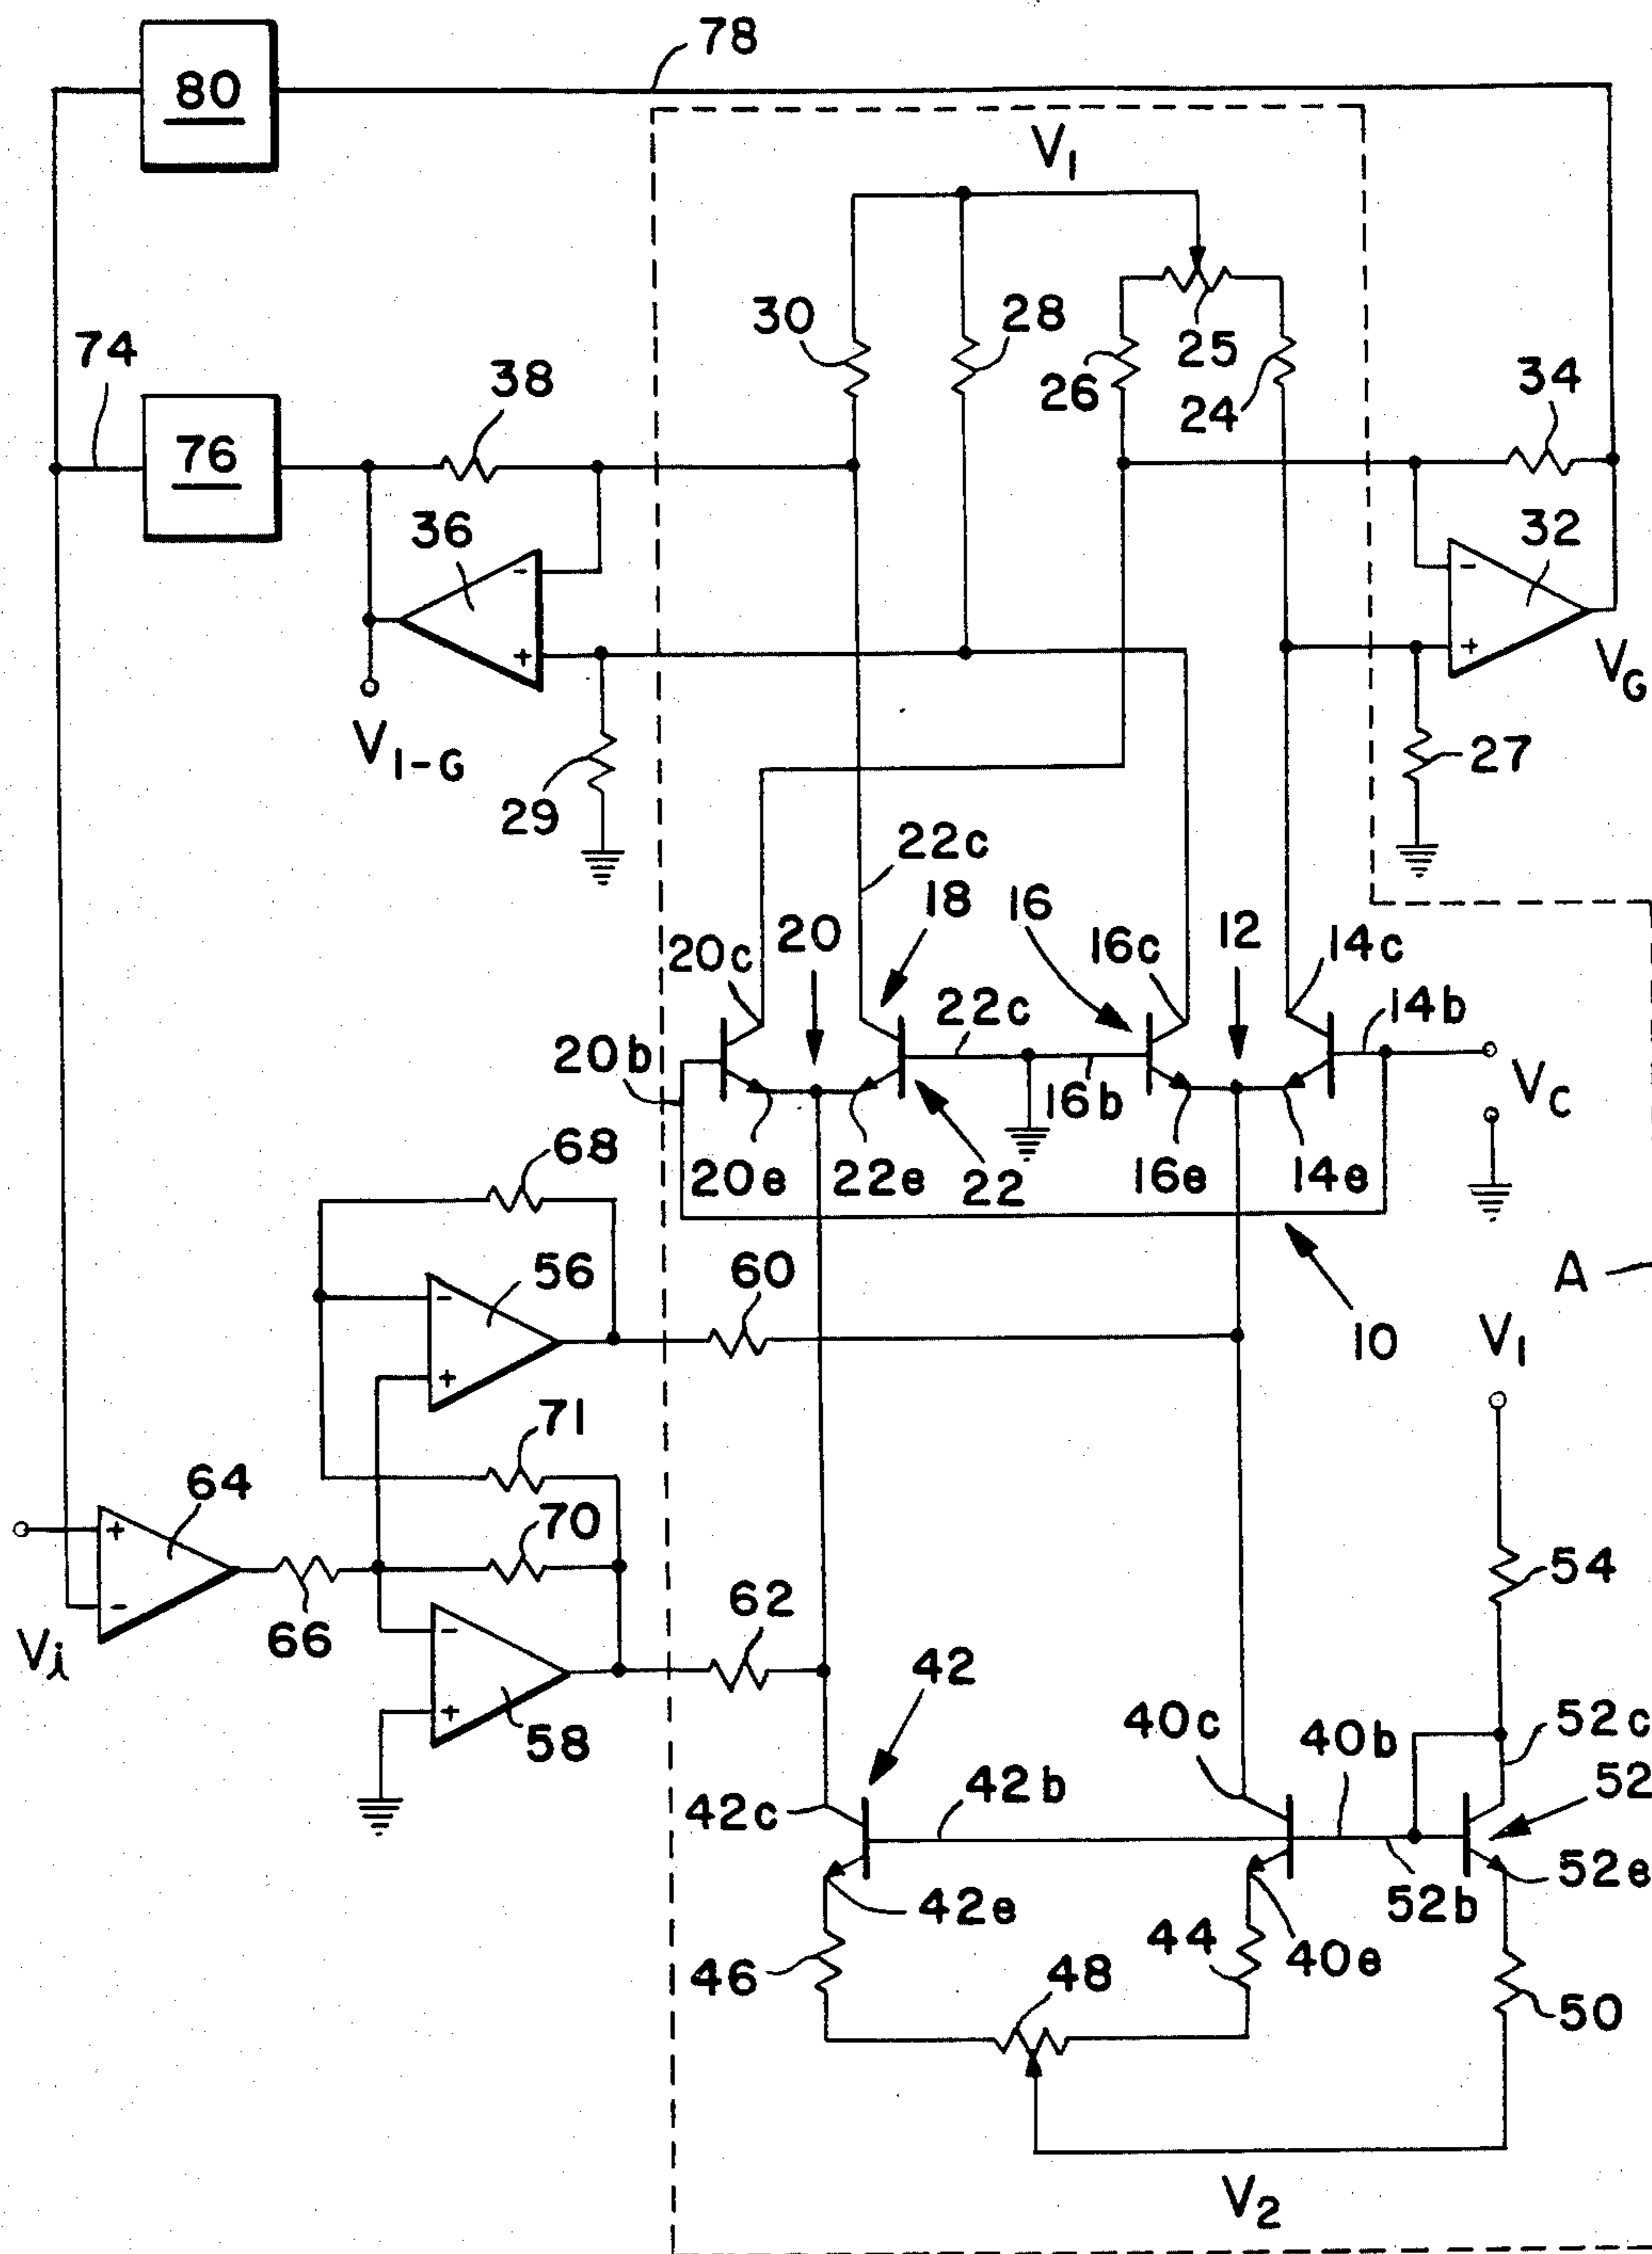 78
80
V1
30
28
25
26
24
74
38
34
76
36
32
VG
V1-G
29
27
22c
18
16
20c
20
16c
12
14c
22c
14b
20b
16b
VC
68
20e
22e
22
16e
14e
56
60
A
10
V1
71
64
70
62
54
66
Vi
42
58
40c
40b
52c
42c
42b
52
42e
52b
52e
46
44
40e
48
50
V2
- + - + - + + - - +